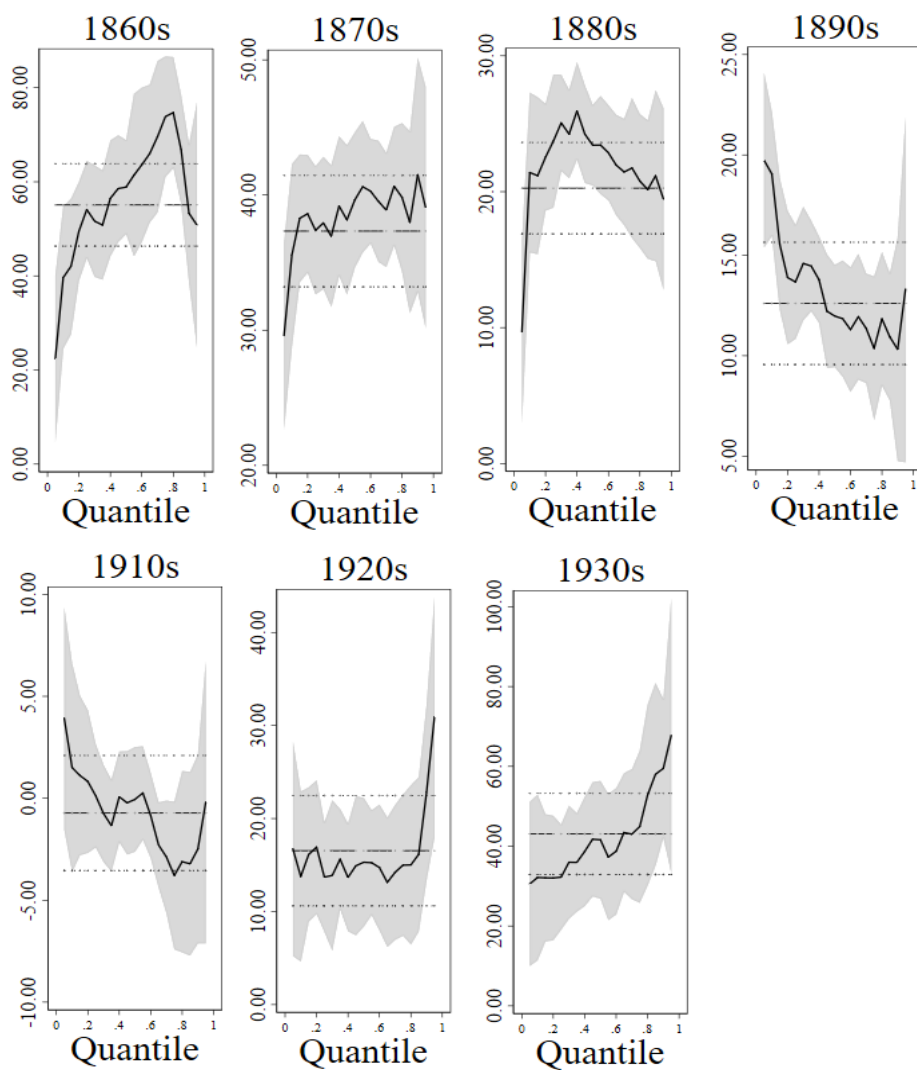 1860s 1870s 1880s 1890s
80.00 60.00 40.00 20.00 0.00
0 .2 .4 .6 .8 1
Quantile
50.00 40.00 30.00 20.00
0 .2 .4 .6 .8 1
Quantile
30.00 20.00 10.00 0.00
0 .2 .4 .6 .8 1
Quantile
25.00 20.00 15.00 10.00 5.00
0 .2 .4 .6 .8 1
Quantile
1910s 1920s 1930s
10.00 5.00 0.00 -5.00 -10.00
0 .2 .4 .6 .8 1
Quantile
40.00 30.00 20.00 10.00 0.00
0 .2 .4 .6 .8 1
Quantile
100.00 80.00 60.00 40.00 20.00 0.00
0 .2 .4 .6 .8 1
Quantile